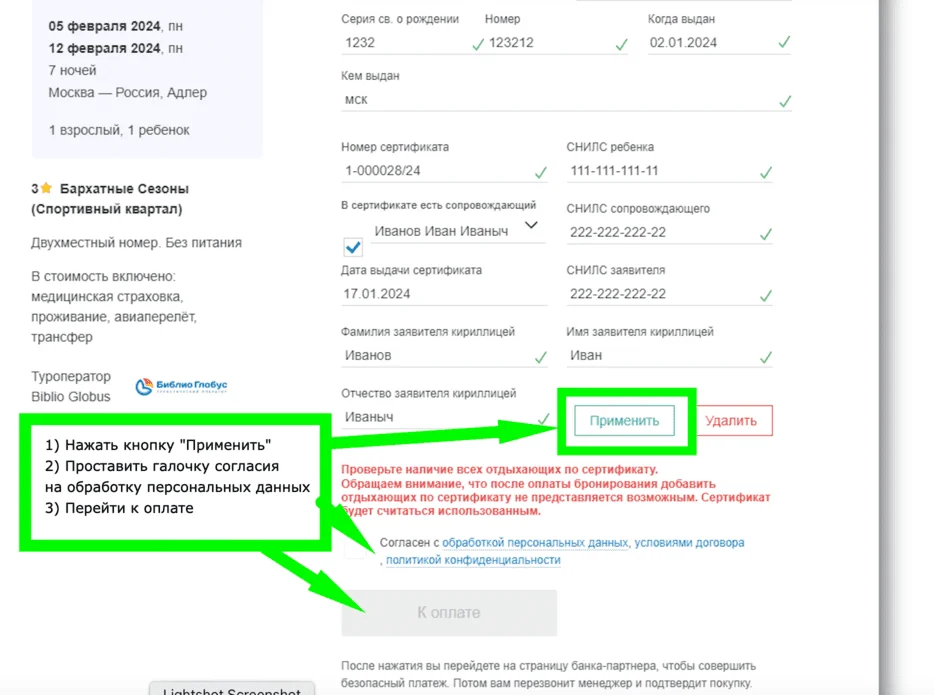 05 февраля 2024, пн
12 февраля 2024, пн
7 ночей
Москва — Россия, Адлер
1 взрослый, 1 ребенок
3⭐ Бархатные Сезоны
(Спортивный квартал)
Двухместный номер. Без питания
В стоимость включено:
медицинская страховка,
проживание, авиаперелёт,
трансфер
Туроператор
Biblio Globus
Библио Глобус
Серия св. о рождении Номер Когда выдан
1232 123212 02.01.2024
Кем выдан
мск
Номер сертификата СНИЛС ребенка
1-000028/24 111-111-111-11
В сертификате есть сопровождающий СНИЛС сопровождающего
Иванов Иван Иваныч 222-222-222-22
Дата выдачи сертификата СНИЛС заявителя
17.01.2024 222-222-222-22
Фамилия заявителя кириллицей Имя заявителя кириллицей
Иванов Иван
Отчество заявителя кириллицей
Иваныч Применить Удалить
1) Нажать кнопку "Применить"
2) Проставить галочку согласия
на обработку персональных данных
3) Перейти к оплате
Проверьте наличие всех отдыхающих по сертификату.
Обращаем внимание, что после оплаты бронирования добавить
отдыхающих по сертификату не представляется возможным. Сертификат
будет считаться использованным.
Согласен с обработкой персональных данных, условиями договора
, политикой конфиденциальности
К оплате
После нажатия вы перейдете на страницу банка-партнера, чтобы совершить
безопасный платеж. Потом вам перезвонит менеджер и подтвердит покупку.
Lightshot Screenshot